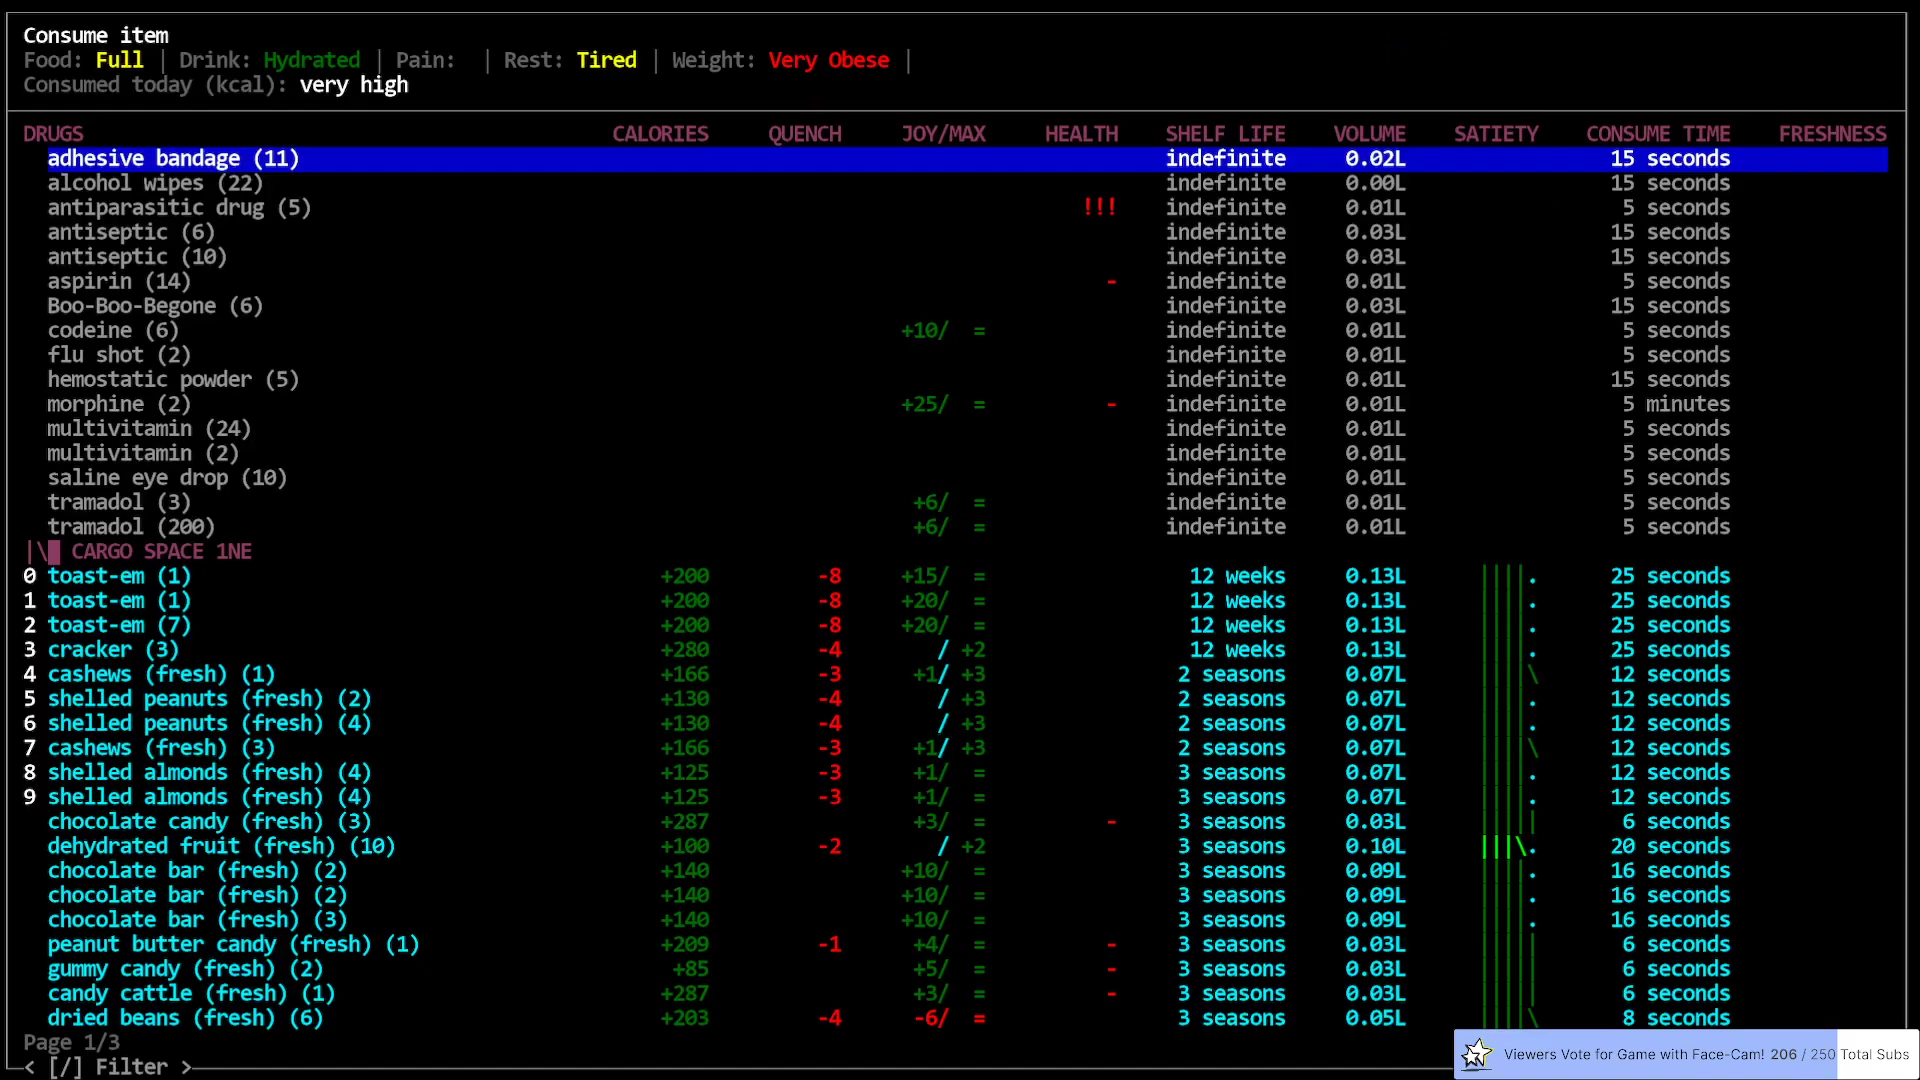 Consume item
Food: Full | Drink: Hydrated | Pain: | Rest: Tired | Weight: Very Obese |
Consumed today (kcal): very high
DRUGS CALORIES QUENCH JOY/MAX HEALTH SHELF LIFE VOLUME SATIETY CONSUME TIME FRESHNESS
adhesive bandage (11) indefinite 0.02L 15 seconds
alcohol wipes (22) indefinite 0.00L 15 seconds
antiparasitic drug (5) !!! indefinite 0.01L 5 seconds
antiseptic (6) indefinite 0.03L 15 seconds
antiseptic (10) indefinite 0.03L 15 seconds
aspirin (14) - indefinite 0.01L 5 seconds
Boo-Boo-Begone (6) indefinite 0.03L 15 seconds
codeine (6) +10/ = indefinite 0.01L 5 seconds
flu shot (2) indefinite 0.01L 5 seconds
hemostatic powder (5) indefinite 0.01L 15 seconds
morphine (2) +25/ = - indefinite 0.01L 5 minutes
multivitamin (24) indefinite 0.01L 5 seconds
multivitamin (2) indefinite 0.01L 5 seconds
saline eye drop (10) indefinite 0.01L 5 seconds
tramadol (3) +6/ = indefinite 0.01L 5 seconds
tramadol (200) +6/ = indefinite 0.01L 5 seconds
|\ CARGO SPACE 1NE
0 toast-em (1) +200 -8 +15/ = 12 weeks 0.13L ||||. 25 seconds
1 toast-em (1) +200 -8 +20/ = 12 weeks 0.13L ||||. 25 seconds
2 toast-em (7) +200 -8 +20/ = 12 weeks 0.13L ||||. 25 seconds
3 cracker (3) +280 -4 / +2 12 weeks 0.13L ||||. 25 seconds
4 cashews (fresh) (1) +166 -3 +1/ +3 2 seasons 0.07L ||||\ 12 seconds
5 shelled peanuts (fresh) (2) +130 -4 / +3 2 seasons 0.07L ||||. 12 seconds
6 shelled peanuts (fresh) (4) +130 -4 / +3 2 seasons 0.07L ||||. 12 seconds
7 cashews (fresh) (3) +166 -3 +1/ +3 2 seasons 0.07L ||||\ 12 seconds
8 shelled almonds (fresh) (4) +125 -3 +1/ = 3 seasons 0.07L ||||. 12 seconds
9 shelled almonds (fresh) (4) +125 -3 +1/ = 3 seasons 0.07L ||||. 12 seconds
chocolate candy (fresh) (3) +287 +3/ = - 3 seasons 0.03L ||||| 6 seconds
dehydrated fruit (fresh) (10) +100 -2 / +2 3 seasons 0.10L |||\. 20 seconds
chocolate bar (fresh) (2) +140 +10/ = 3 seasons 0.09L ||||. 16 seconds
chocolate bar (fresh) (2) +140 +10/ = 3 seasons 0.09L ||||. 16 seconds
chocolate bar (fresh) (3) +140 +10/ = 3 seasons 0.09L ||||. 16 seconds
peanut butter candy (fresh) (1) +209 -1 +4/ = - 3 seasons 0.03L ||||| 6 seconds
gummy candy (fresh) (2) +85 +5/ = - 3 seasons 0.03L ||||| 6 seconds
candy cattle (fresh) (1) +287 +3/ = - 3 seasons 0.03L ||||| 6 seconds
dried beans (fresh) (6) +203 -4 -6/ = 3 seasons 0.05L ||||\ 8 seconds
Page 1/3
< [/] Filter >
Viewers Vote for Game with Face-Cam! 206 / 250 Total Subs